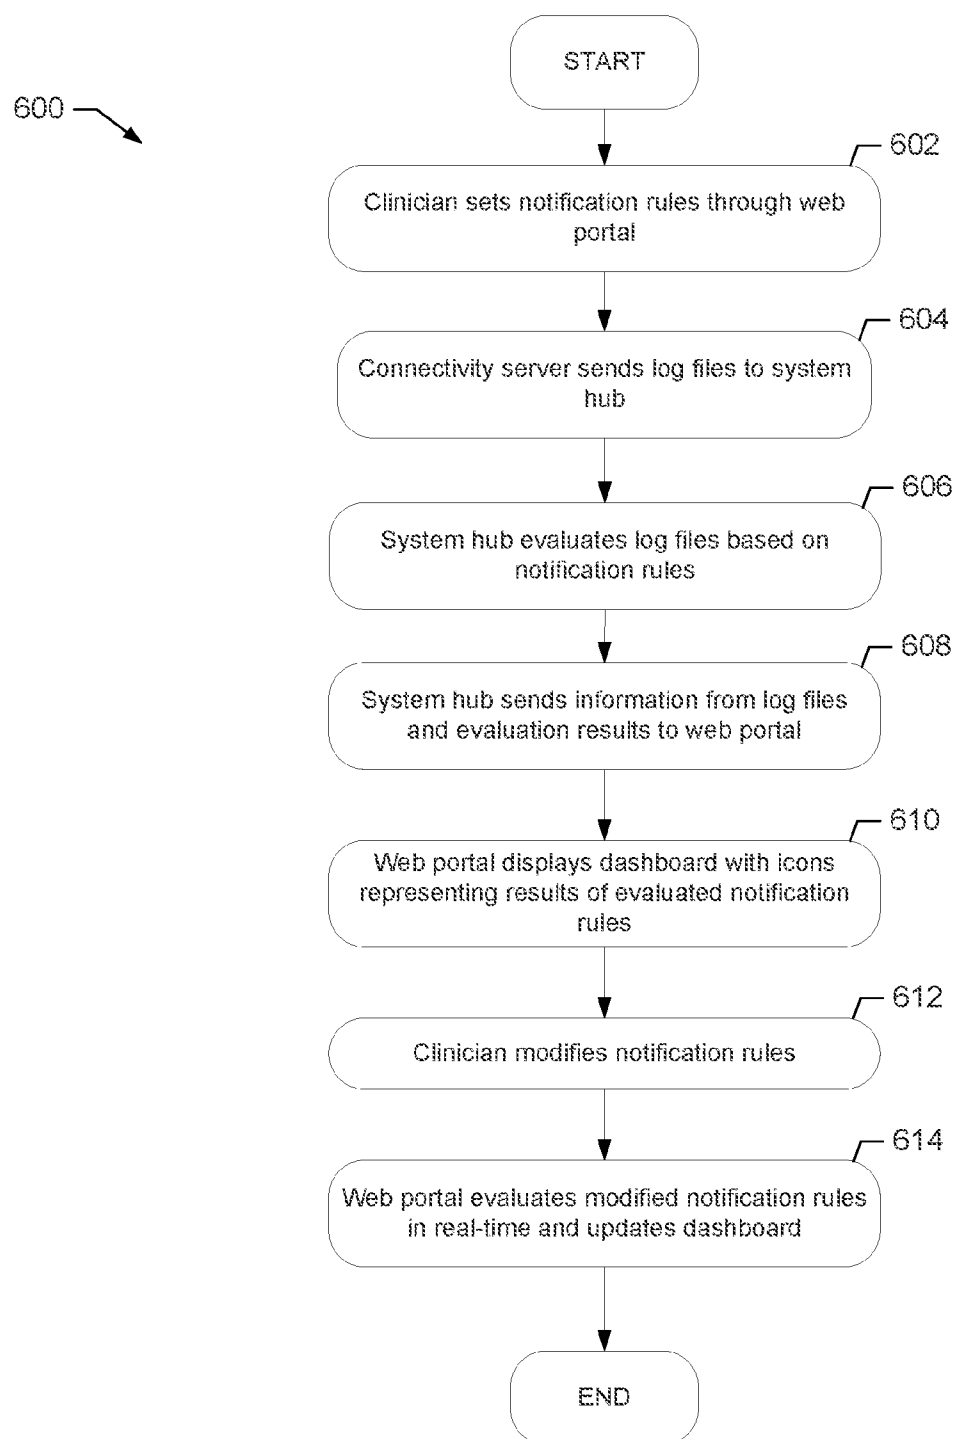 START
600
602
Clinician sets notification rules through web
portal
604
Connectivity server sends log files to system
hub
606
System hub evaluates log files based on
notification rules
608
System hub sends information from log files
and evaluation results to web portal
610
Web portal displays dashboard with icons
representing results of evaluated notification
rules
612
Clinician modifies notification rules
614
Web portal evaluates modified notification rules
in real-time and updates dashboard
END